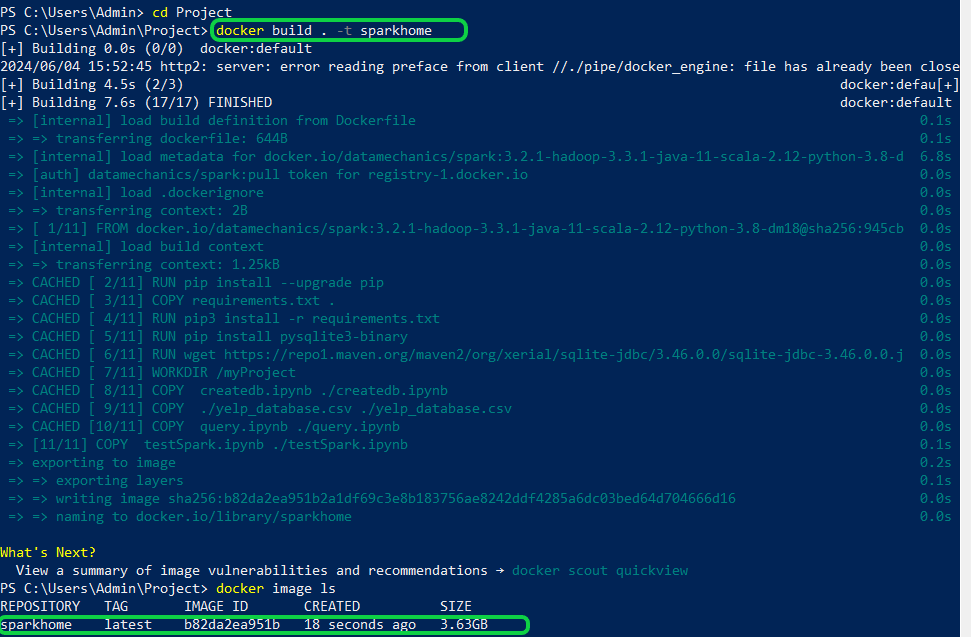 PS C:\Users\Admin> cd Project
PS C:\Users\Admin\Project> docker build . -t sparkhome
[+] Building 0.0s (0/0)  docker:default
2024/06/04 15:52:45 http2: server: error reading preface from client //./pipe/docker_engine: file has already been close
[+] Building 4.5s (2/3) docker:defau[+]
[+] Building 7.6s (17/17) FINISHED docker:default
=> [internal] load build definition from Dockerfile 0.1s
=> => transferring dockerfile: 644B 0.1s
=> [internal] load metadata for docker.io/datamechanics/spark:3.2.1-hadoop-3.3.1-java-11-scala-2.12-python-3.8-d 6.8s
=> [auth] datamechanics/spark:pull token for registry-1.docker.io 0.0s
=> [internal] load .dockerignore 0.0s
=> => transferring context: 2B 0.0s
=> [ 1/11] FROM docker.io/datamechanics/spark:3.2.1-hadoop-3.3.1-java-11-scala-2.12-python-3.8-dm18@sha256:945cb 0.0s
=> [internal] load build context 0.0s
=> => transferring context: 1.25kB 0.0s
=> CACHED [ 2/11] RUN pip install --upgrade pip 0.0s
=> CACHED [ 3/11] COPY requirements.txt . 0.0s
=> CACHED [ 4/11] RUN pip3 install -r requirements.txt 0.0s
=> CACHED [ 5/11] RUN pip install pysqlite3-binary 0.0s
=> CACHED [ 6/11] RUN wget https://repo1.maven.org/maven2/org/xerial/sqlite-jdbc/3.46.0.0/sqlite-jdbc-3.46.0.0.j 0.0s
=> CACHED [ 7/11] WORKDIR /myProject 0.0s
=> CACHED [ 8/11] COPY  createdb.ipynb ./createdb.ipynb 0.0s
=> CACHED [ 9/11] COPY  ./yelp_database.csv ./yelp_database.csv 0.0s
=> CACHED [10/11] COPY  query.ipynb ./query.ipynb 0.0s
=> [11/11] COPY  testSpark.ipynb ./testSpark.ipynb 0.1s
=> exporting to image 0.2s
=> => exporting layers 0.1s
=> => writing image sha256:b82da2ea951b2a1df69c3e8b183756ae8242ddf4285a6dc03bed64d704666d16 0.0s
=> => naming to docker.io/library/sparkhome 0.0s
What's Next?
View a summary of image vulnerabilities and recommendations → docker scout quickview
PS C:\Users\Admin\Project> docker image ls
REPOSITORY   TAG       IMAGE ID       CREATED          SIZE
sparkhome    latest    b82da2ea951b   18 seconds ago   3.63GB